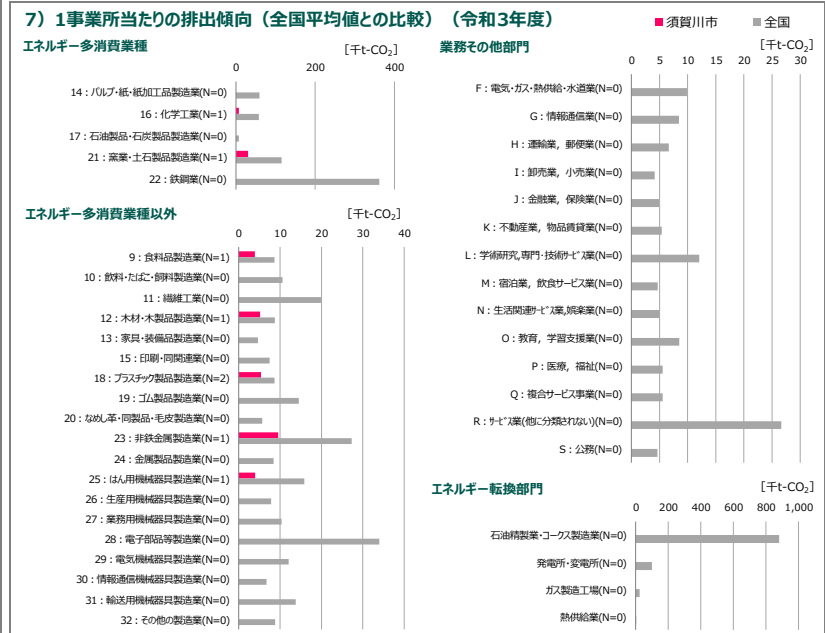 7）1事業所当たりの排出傾向（全国平均値との比較）（令和3年度）
■須賀川市 ■全国
エネルギー多消費業種
［千t-CO₂］
0 200 400
14：パルプ・紙・紙加工品製造業(N=0)
16：化学工業(N=1)
17：石油製品・石炭製品製造業(N=0)
21：窯業・土石製品製造業(N=1)
22：鉄鋼業(N=0)
エネルギー多消費業種以外
［千t-CO₂］
0 10 20 30 40
9：食料品製造業(N=1)
10：飲料・たばこ・飼料製造業(N=0)
11：繊維工業(N=0)
12：木材・木製品製造業(N=1)
13：家具・装備品製造業(N=0)
15：印刷・同関連業(N=0)
18：プラスチック製品製造業(N=2)
19：ゴム製品製造業(N=0)
20：なめし革・同製品・毛皮製造業(N=0)
23：非鉄金属製造業(N=1)
24：金属製品製造業(N=0)
25：はん用機械器具製造業(N=1)
26：生産用機械器具製造業(N=0)
27：業務用機械器具製造業(N=0)
28：電子部品等製造業(N=0)
29：電気機械器具製造業(N=0)
30：情報通信機械器具製造業(N=0)
31：輸送用機械器具製造業(N=0)
32：その他の製造業(N=0)
業務その他部門
［千t-CO₂］
0 5 10 15 20 25 30
F：電気・ガス・熱供給・水道業(N=0)
G：情報通信業(N=0)
H：運輸業，郵便業(N=0)
I：卸売業，小売業(N=0)
J：金融業，保険業(N=0)
K：不動産業，物品賃貸業(N=0)
L：学術研究,専門・技術サービス業(N=0)
M：宿泊業，飲食サービス業(N=0)
N：生活関連サービス業,娯楽業(N=0)
O：教育，学習支援業(N=0)
P：医療，福祉(N=0)
Q：複合サービス事業(N=0)
R：サービス業(他に分類されない)(N=0)
S：公務(N=0)
エネルギー転換部門
［千t-CO₂］
0 200 400 600 800 1,000
石油精製業・コークス製造業(N=0)
発電所・変電所(N=0)
ガス製造工場(N=0)
熱供給業(N=0)